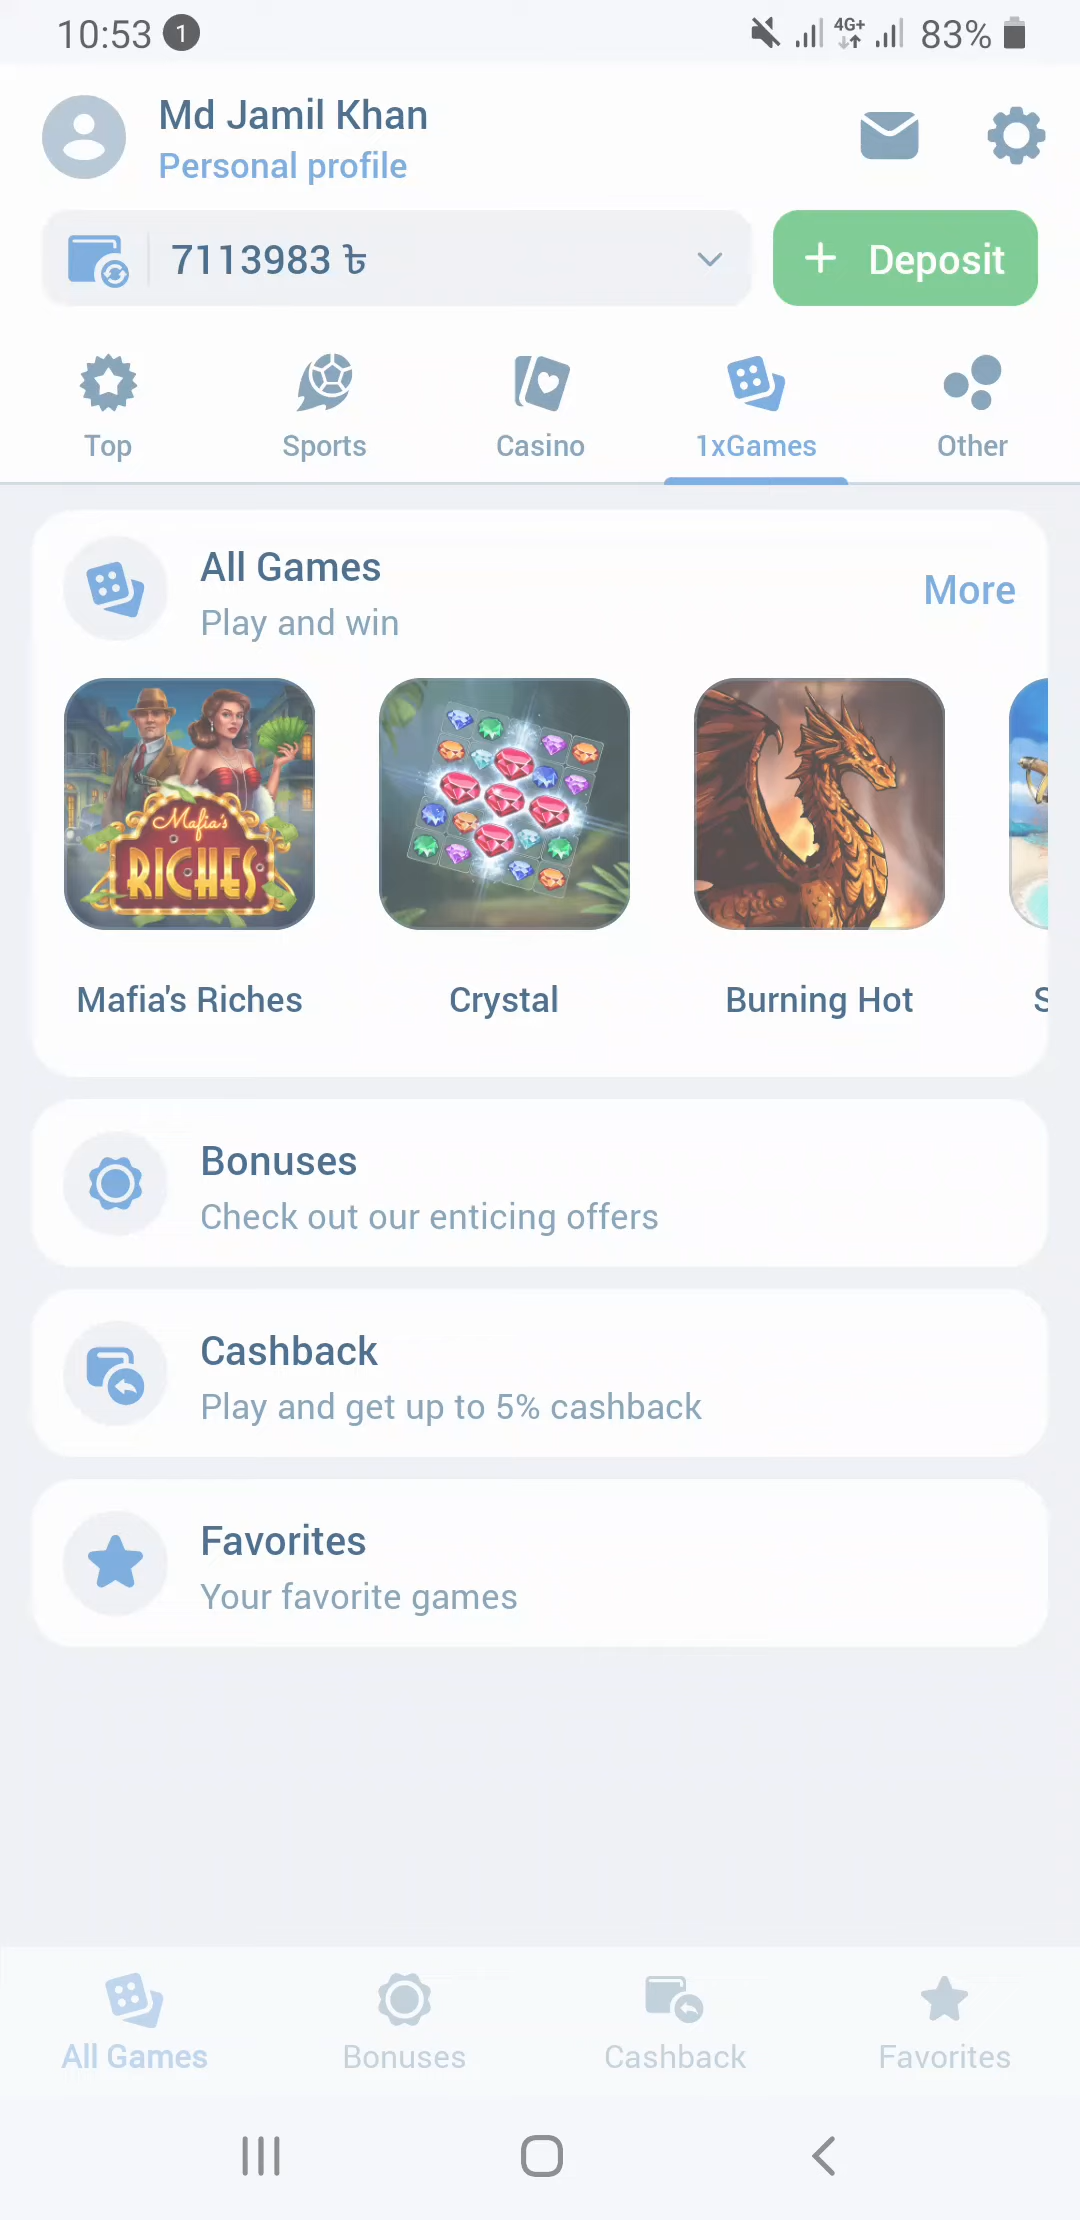 10:53 1 4G+ 83%
Md Jamil Khan
Personal profile
7113983 ৳
+ Deposit
Top Sports Casino 1xGames Other
All Games
Play and win
More
Mafia's
RICHES
Mafia's Riches Crystal Burning Hot S
Bonuses
Check out our enticing offers
Cashback
Play and get up to 5% cashback
Favorites
Your favorite games
All Games Bonuses Cashback Favorites